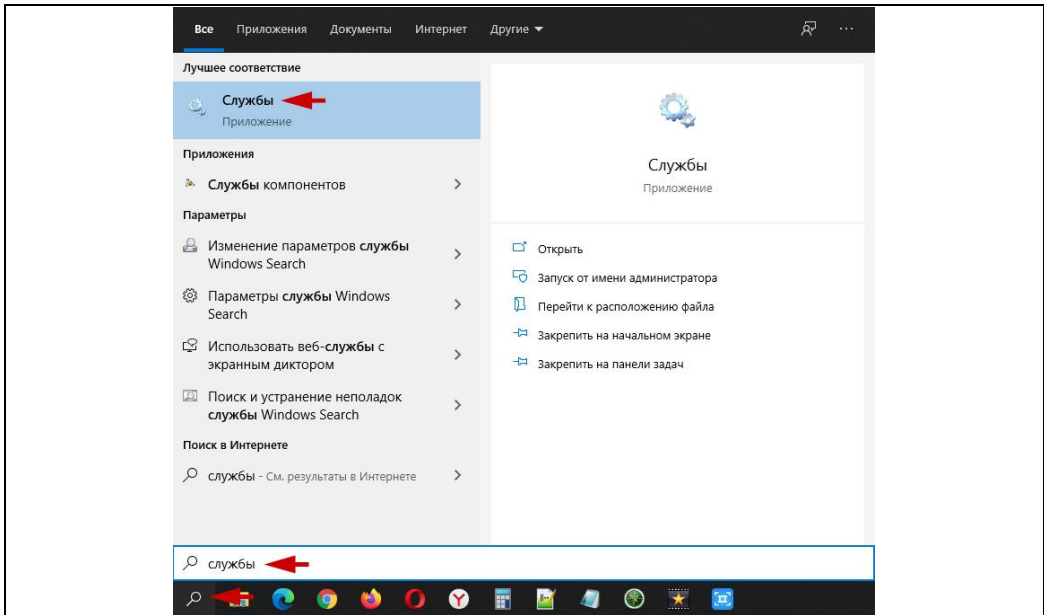 Все Приложения Документы Интернет Другие
Лучшее соответствие
Службы
Приложение
Приложения
Службы компонентов
Параметры
Изменение параметров службы
Windows Search
Параметры службы Windows
Search
Использовать веб-службы с
экранным диктором
Поиск и устранение неполадок
службы Windows Search
Поиск в Интернете
службы - См. результаты в Интернете
Службы
Приложение
Открыть
Запуск от имени администратора
Перейти к расположению файла
Закрепить на начальном экране
Закрепить на панели задач
службы